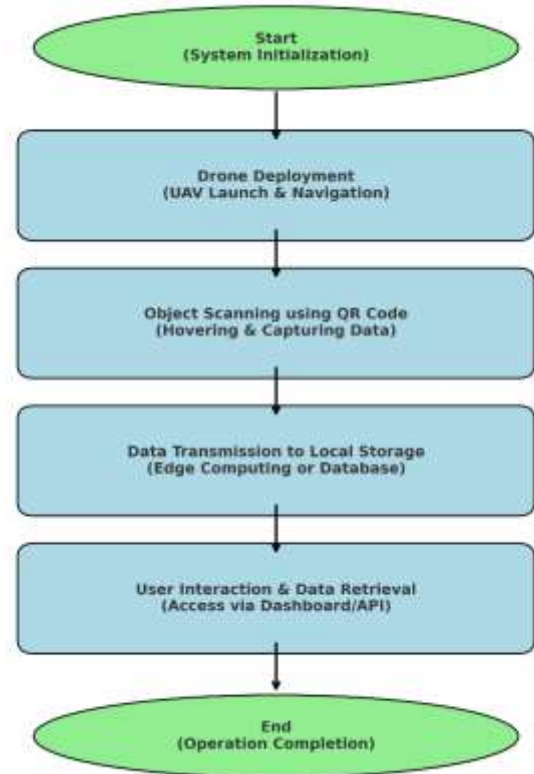 Start
(System Initialization)
Drone Deployment
(UAV Launch & Navigation)
Object Scanning using QR Code
(Hovering & Capturing Data)
Data Transmission to Local Storage
(Edge Computing or Database)
User Interaction & Data Retrieval
(Access via Dashboard/API)
End
(Operation Completion)